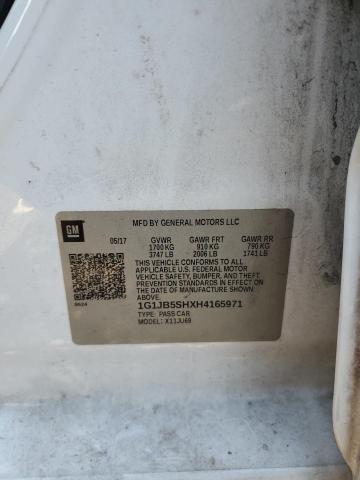 GM
MFD BY GENERAL MOTORS LLC
05/17 GVWR GAWR FRT GAWR RR
1700 KG 910 KG 790 KG
3747 LB 2006 LB 1741 LB
THIS VEHICLE CONFORMS TO ALL
APPLICABLE U.S. FEDERAL MOTOR
VEHICLE SAFETY, BUMPER, AND THEFT
PREVENTION STANDARDS IN EFFECT ON
THE DATE OF MANUFACTURE SHOWN ABOVE.
1G1JB5SHXH4165971
TYPE: PASS CAR
MODEL: X11JU69